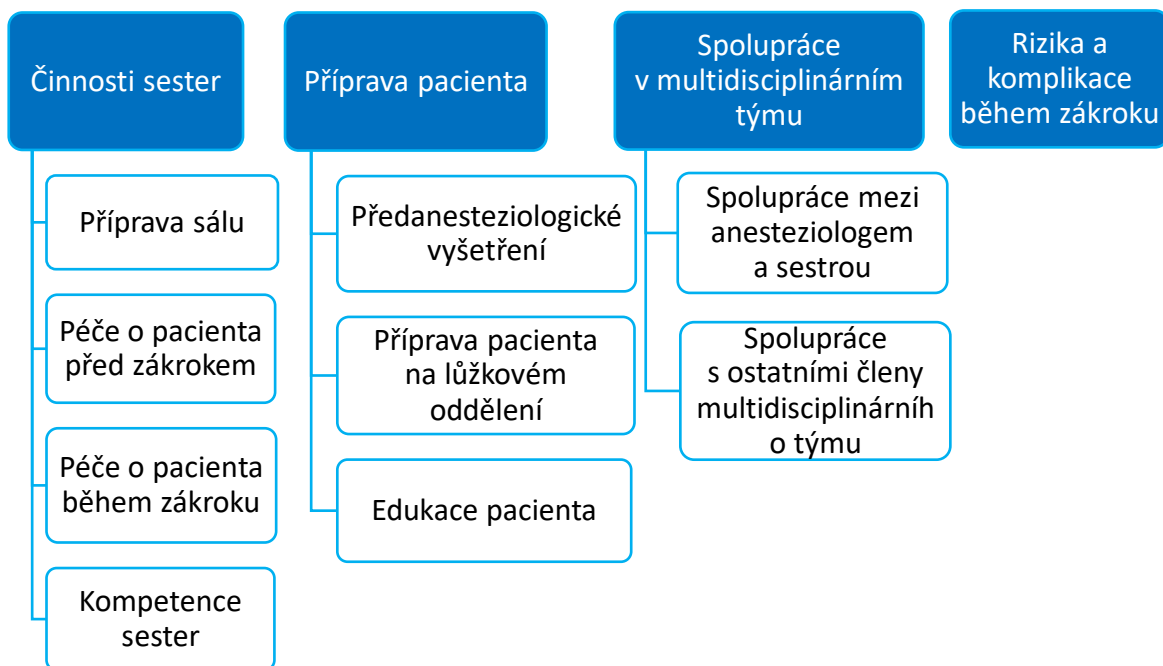 Činnosti sester
Příprava sálu
Péče o pacienta
před zákrokem
Péče o pacienta
během zákroku
Kompetence
sester
Příprava pacienta
Předanesteziologické
vyšetření
Příprava pacienta
na lůžkovém
oddělení
Edukace pacienta
Spolupráce
v multidisciplinárním
týmu
Spolupráce mezi
anesteziologem
a sestrou
Spolupráce
s ostatními členy
multidisciplinárníh
o týmu
Rizika a
komplikace
během zákroku